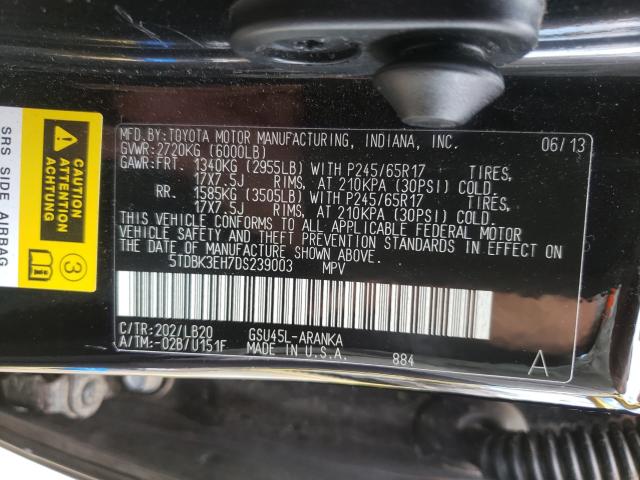 MFD.BY:TOYOTA MOTOR MANUFACTURING, INDIANA, INC. 06/13
GVWR:2720KG (6000LB)
GAWR:FRT. 1340KG (2955LB) WITH P245/65R17 TIRES,
17X7.5J RIMS, AT 210KPA (30PSI) COLD.
RR. 1585KG (3505LB) WITH P245/65R17 TIRES,
17X7.5J RIMS, AT 210KPA (30PSI) COLD.
THIS VEHICLE CONFORMS TO ALL APPLICABLE FEDERAL MOTOR
VEHICLE SAFETY AND THEFT PREVENTION STANDARDS IN EFFECT ON
THE DATE OF MANUFACTURE SHOWN ABOVE.
5TDBK3EH7DS239003 MPV
C/TR:202/LB20 GSU45L-ARANKA
A/TM:-02B/U151F MADE IN U.S.A. 884 A
CAUTION
ATTENTION
ACHTUNG
3
SRS SIDE AIRBAG